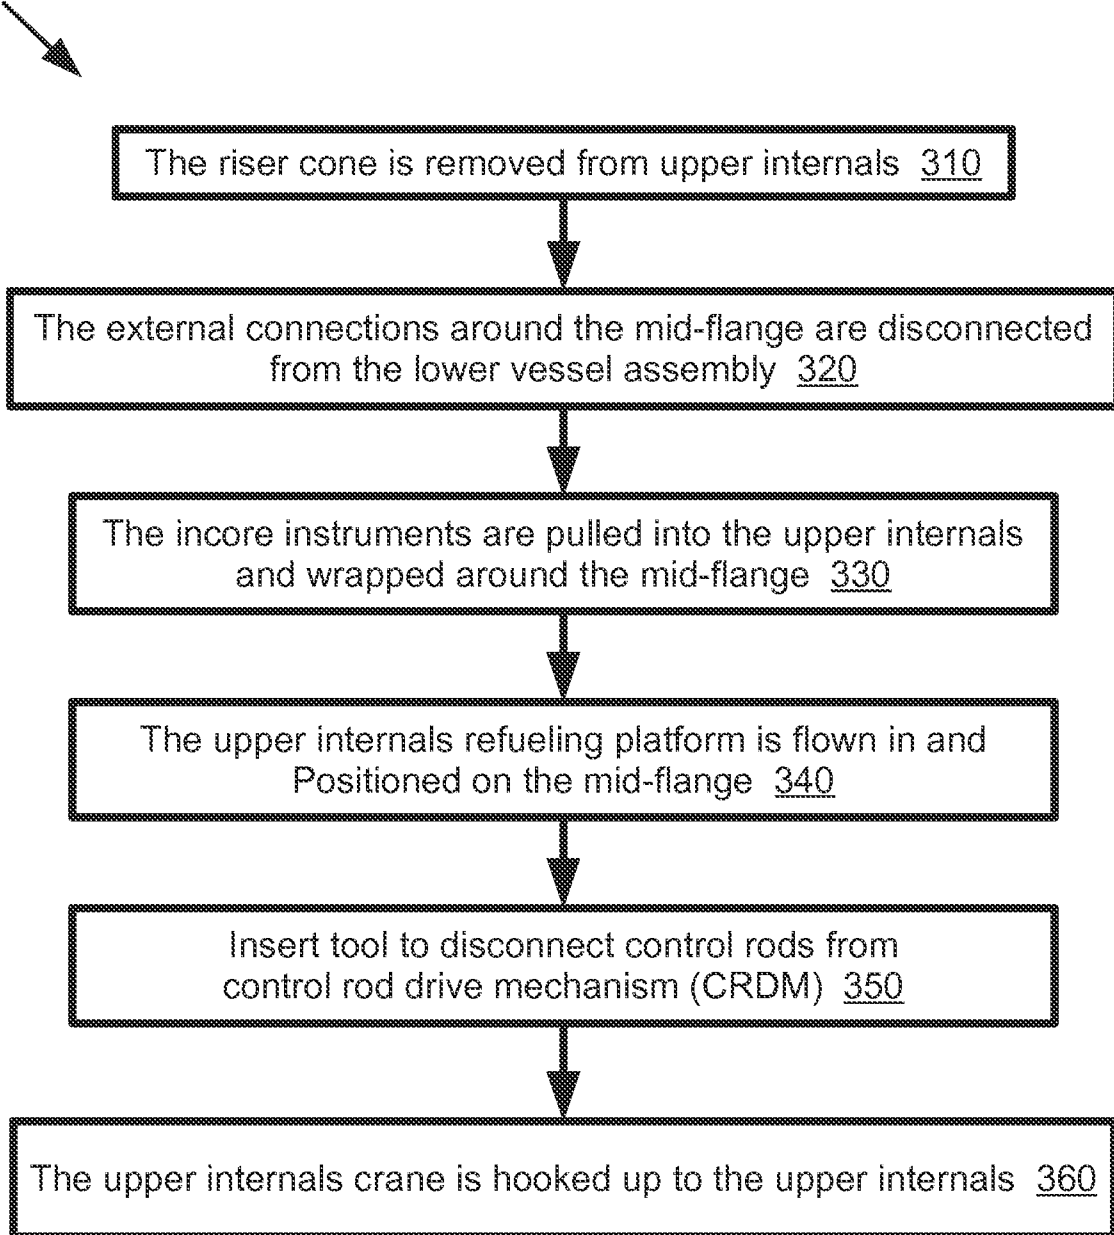 The riser cone is removed from upper internals 310
The external connections around the mid-flange are disconnected
from the lower vessel assembly 320
The incore instruments are pulled into the upper internals
and wrapped around the mid-flange 330
The upper internals refueling platform is flown in and
Positioned on the mid-flange 340
Insert tool to disconnect control rods from
control rod drive mechanism (CRDM) 350
The upper internals crane is hooked up to the upper internals 360